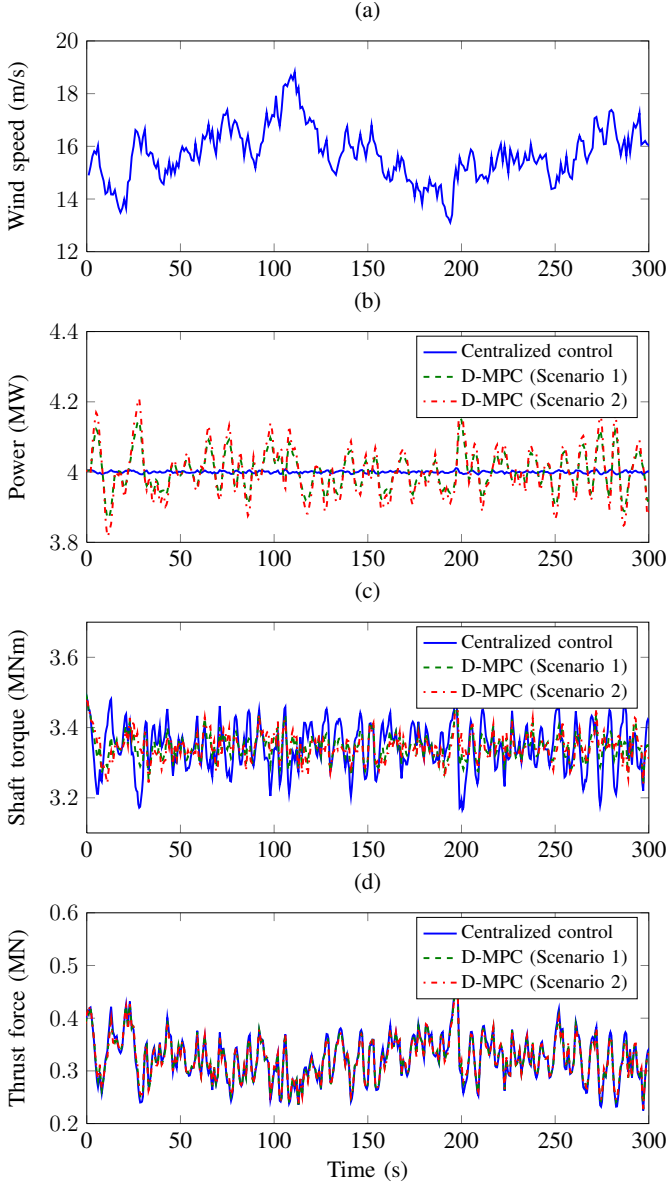 (a)
20
18
16
14
12
Wind speed (m/s)
0 50 100 150 200 250 300
(b)
4.4
4.2
4
3.8
Power (MW)
Centralized control
D-MPC (Scenario 1)
D-MPC (Scenario 2)
0 50 100 150 200 250 300
(c)
3.6
3.4
3.2
Shaft torque (MNm)
Centralized control
D-MPC (Scenario 1)
D-MPC (Scenario 2)
0 50 100 150 200 250 300
(d)
0.6
0.5
0.4
0.3
0.2
Thrust force (MN)
Centralized control
D-MPC (Scenario 1)
D-MPC (Scenario 2)
0 50 100 150 200 250 300
Time (s)